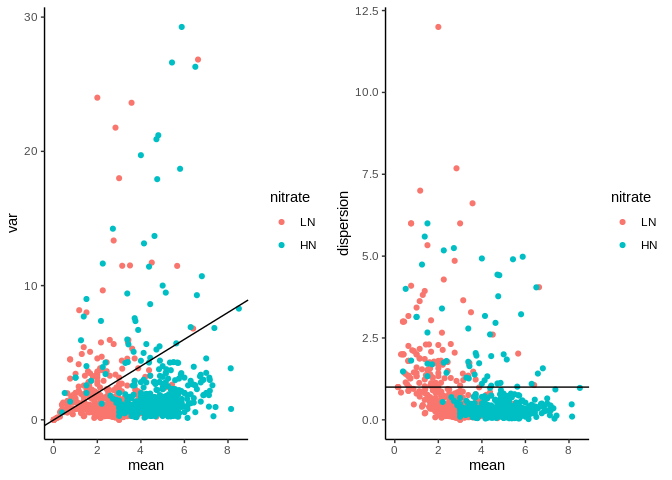 30
20
10
0
var
0 2 4 6 8
mean
nitrate
LN
HN
12.5
10.0
7.5
5.0
2.5
0.0
dispersion
0 2 4 6 8
mean
nitrate
LN
HN